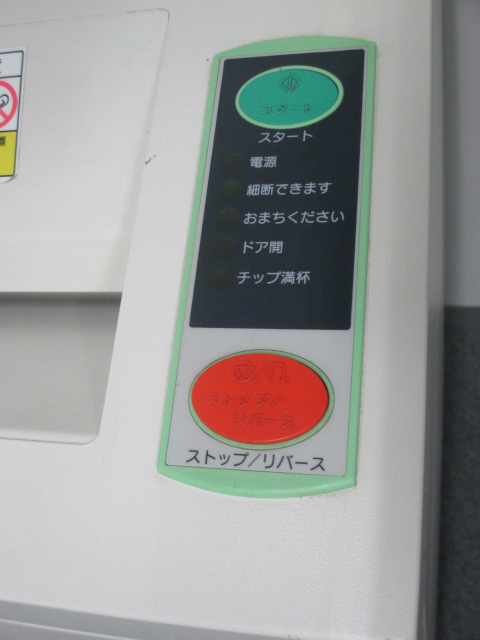 スタート
スタート
電源
細断できます
おまちください
ドア開
チップ満杯
ストップ/
リバース
ストップ/リバース